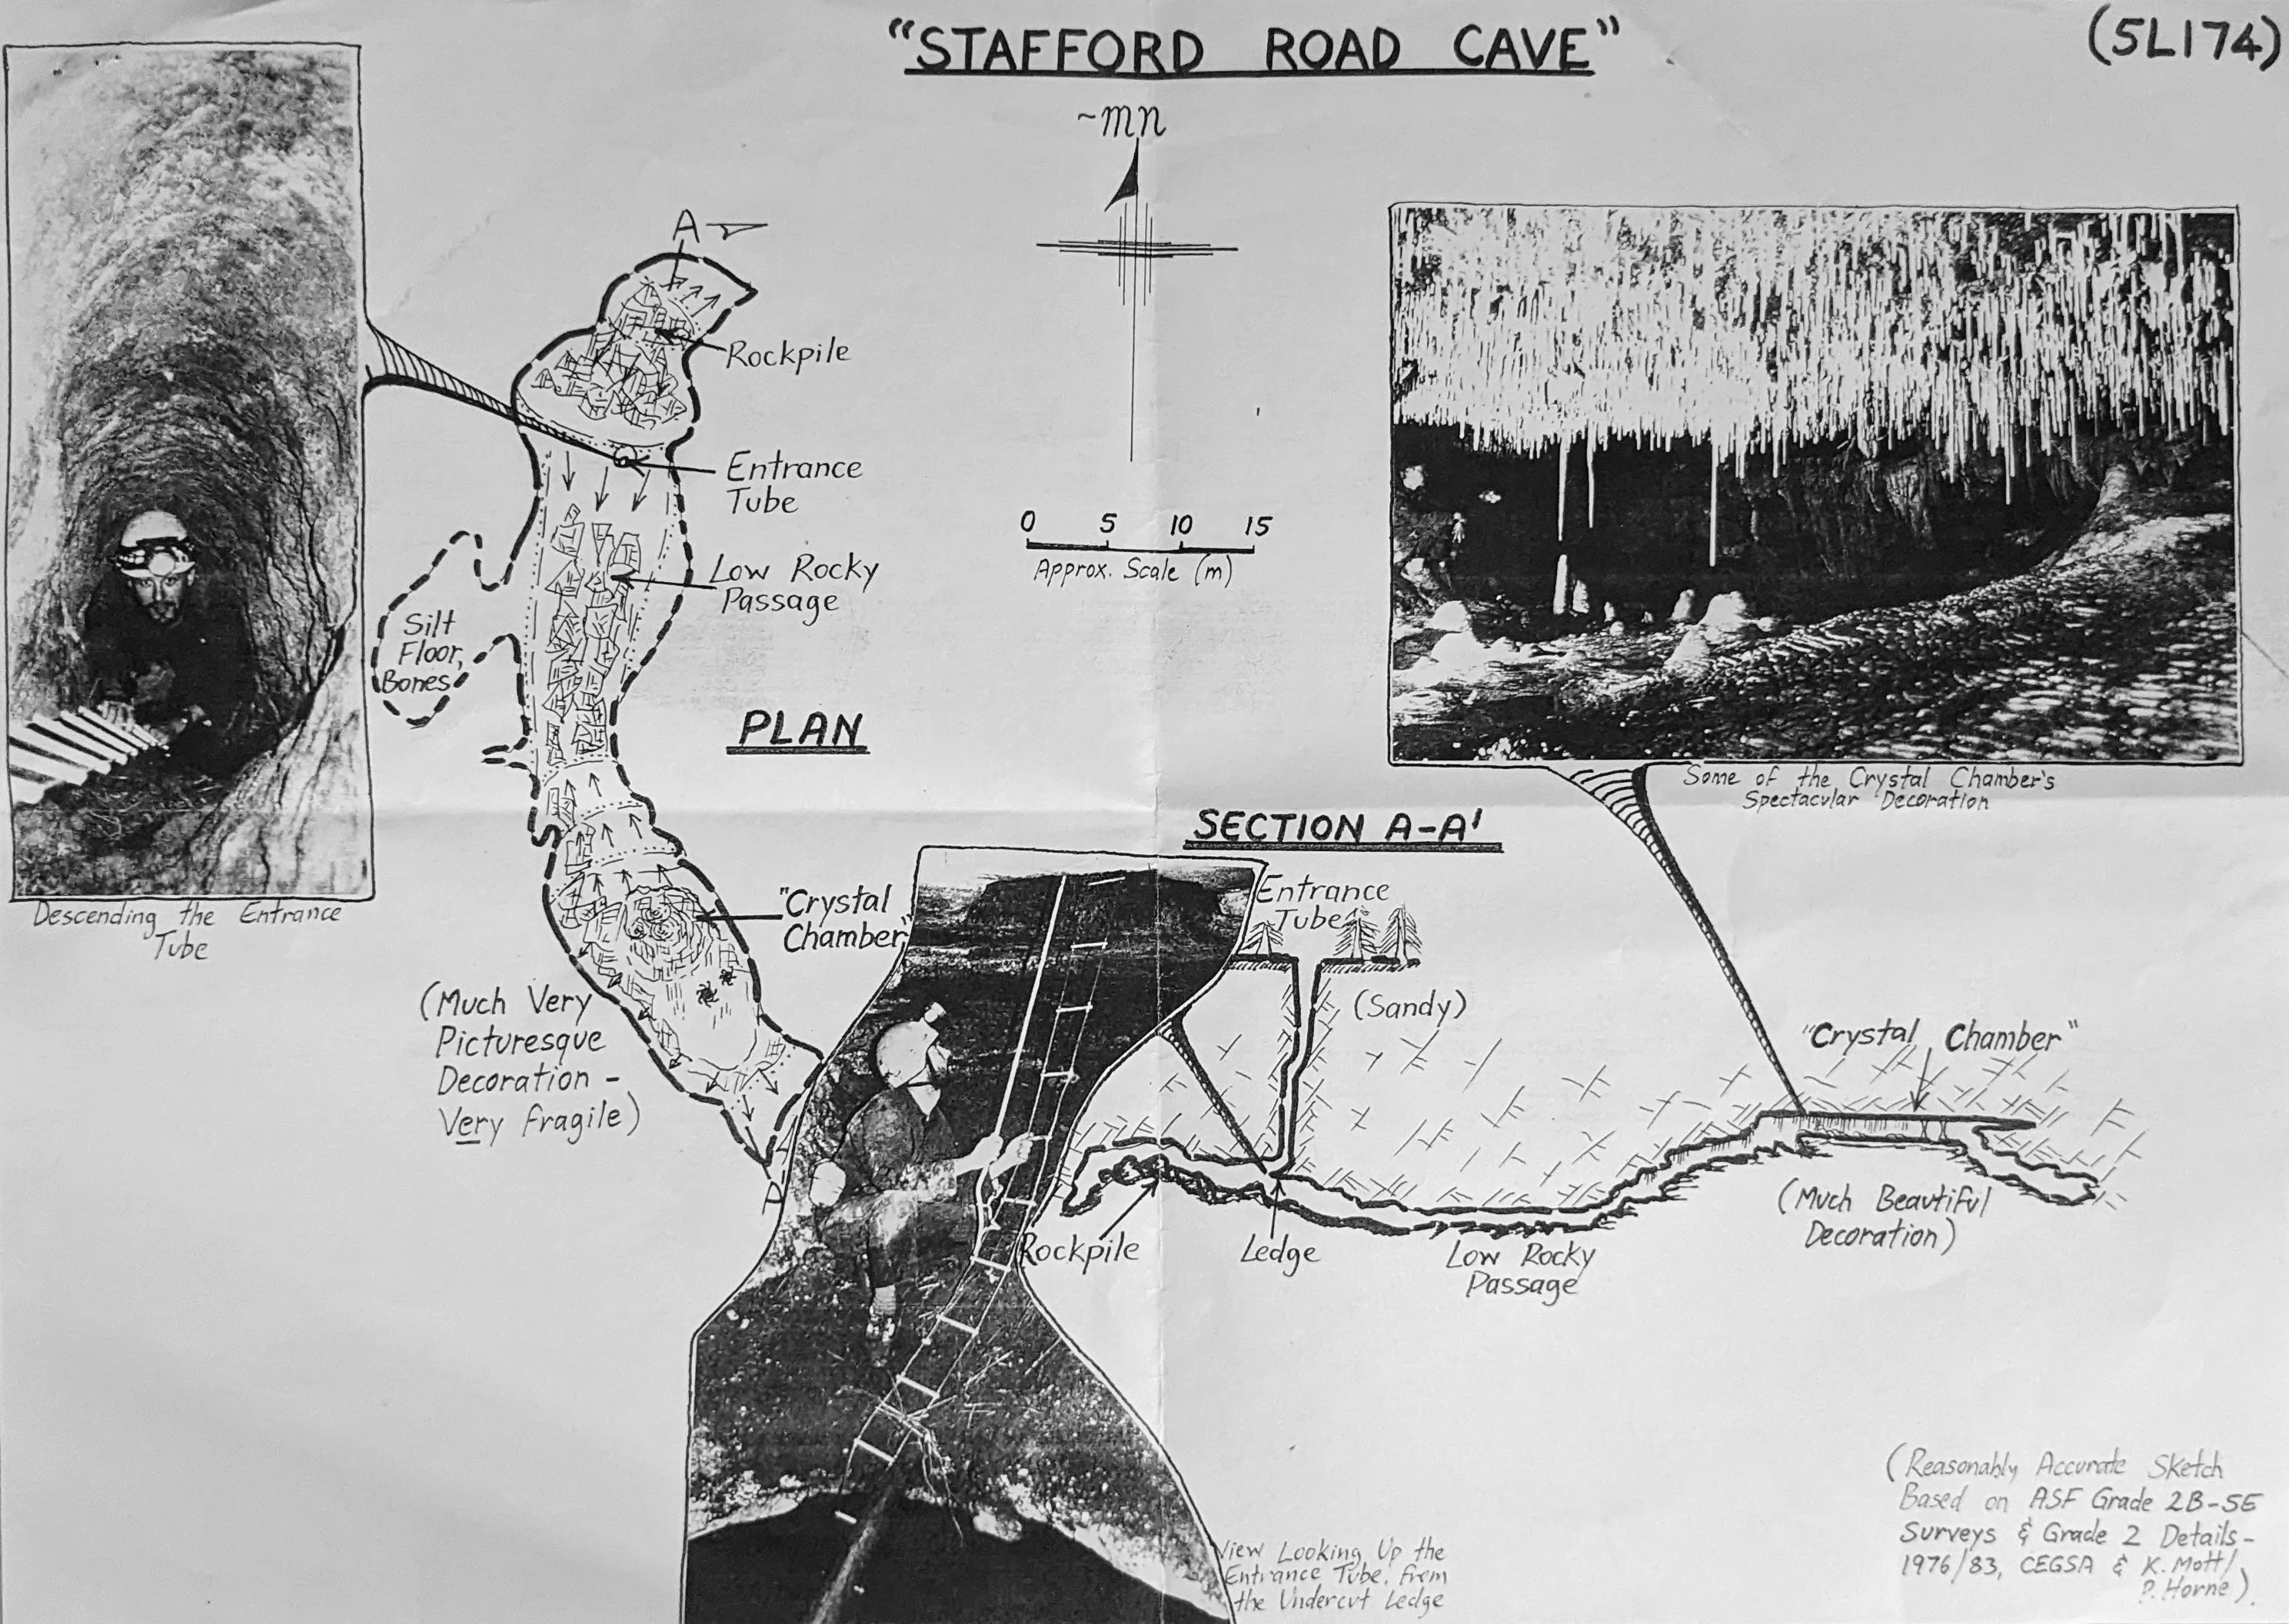 "STAFFORD ROAD CAVE"
(5L174)
~mn
A
Rockpile
Entrance
Tube
0 5 10 15
Approx. Scale (m)
Low Rocky
Passage
Silt
Floor,
Bones
PLAN
Some of the Crystal Chamber's
Spectacular Decoration
SECTION A-A'
"Crystal
Chamber"
Descending the Entrance
Tube
Entrance
Tube
(Sandy)
(Much Very
Picturesque
Decoration -
Very Fragile)
"Crystal Chamber"
(Much Beautiful
Decoration)
Rockpile
Ledge
Low Rocky
Passage
View Looking Up the
Entrance Tube, from
the Undercut Ledge
(Reasonably Accurate Sketch
Based on ASF Grade 2B-5E
Surveys & Grade 2 Details-
1976/83, CEGSA & K. Mott/
P. Horne).